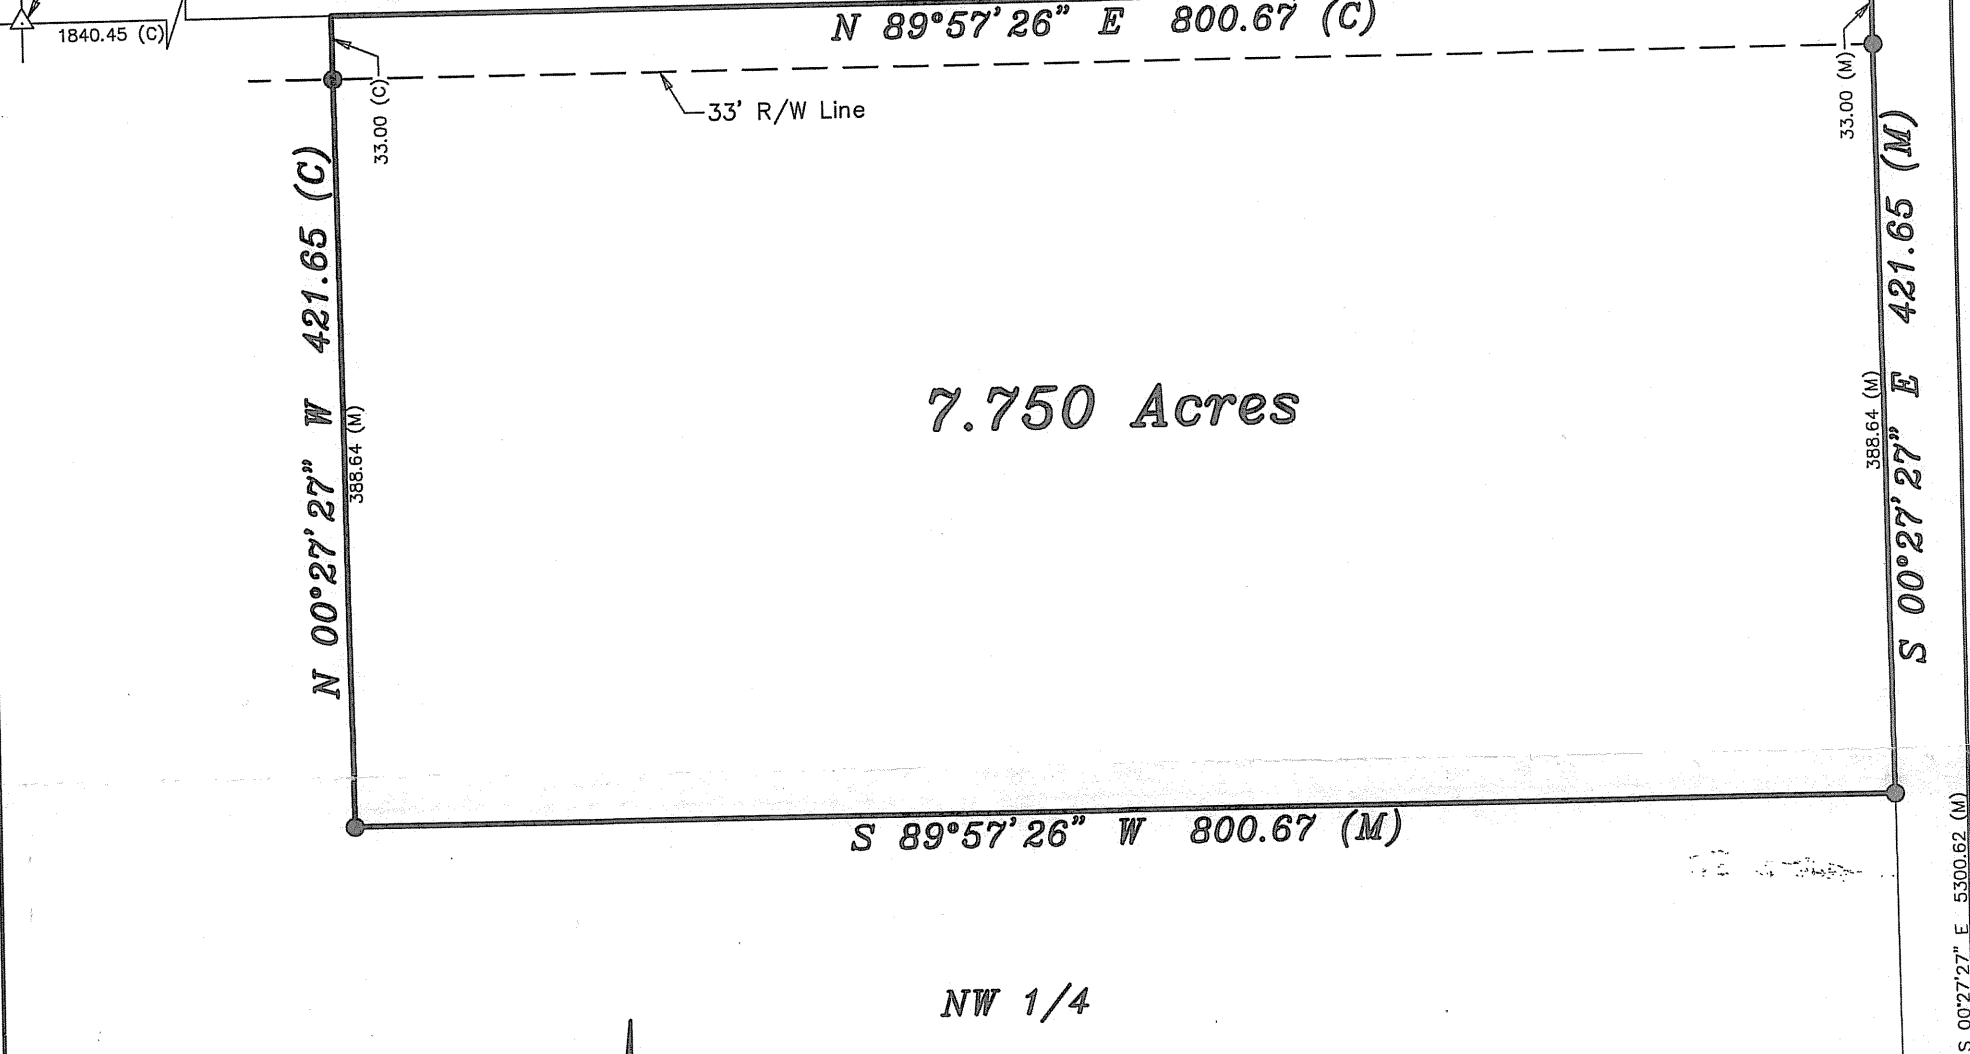 1840.45 (C)
N 89°57'26" E 800.67 (C)
33.00 (C)
33' R/W Line
33.00 (M)
N 00°27'27" W 421.65 (C)
388.64 (M)
7.750 Acres
388.64 (M)
S 00°27'27" E 421.65 (M)
S 89°57'26" W 800.67 (M)
S 00°27'27" E 5300.62 (M)
NW 1/4